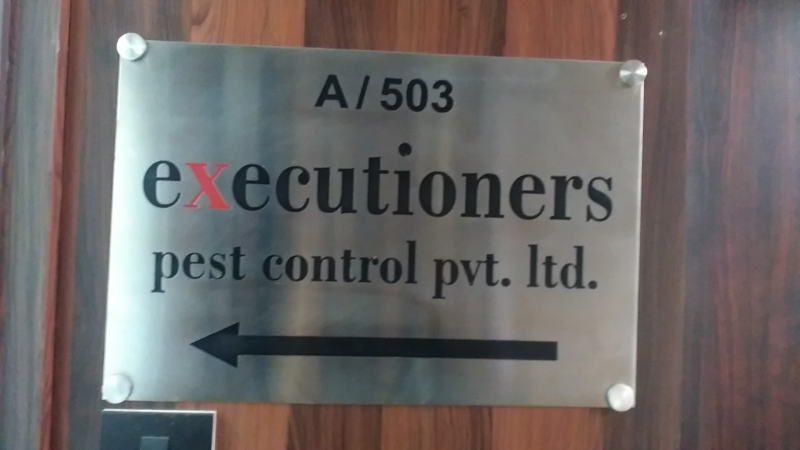 A/503
executioners
pest control pvt. ltd.